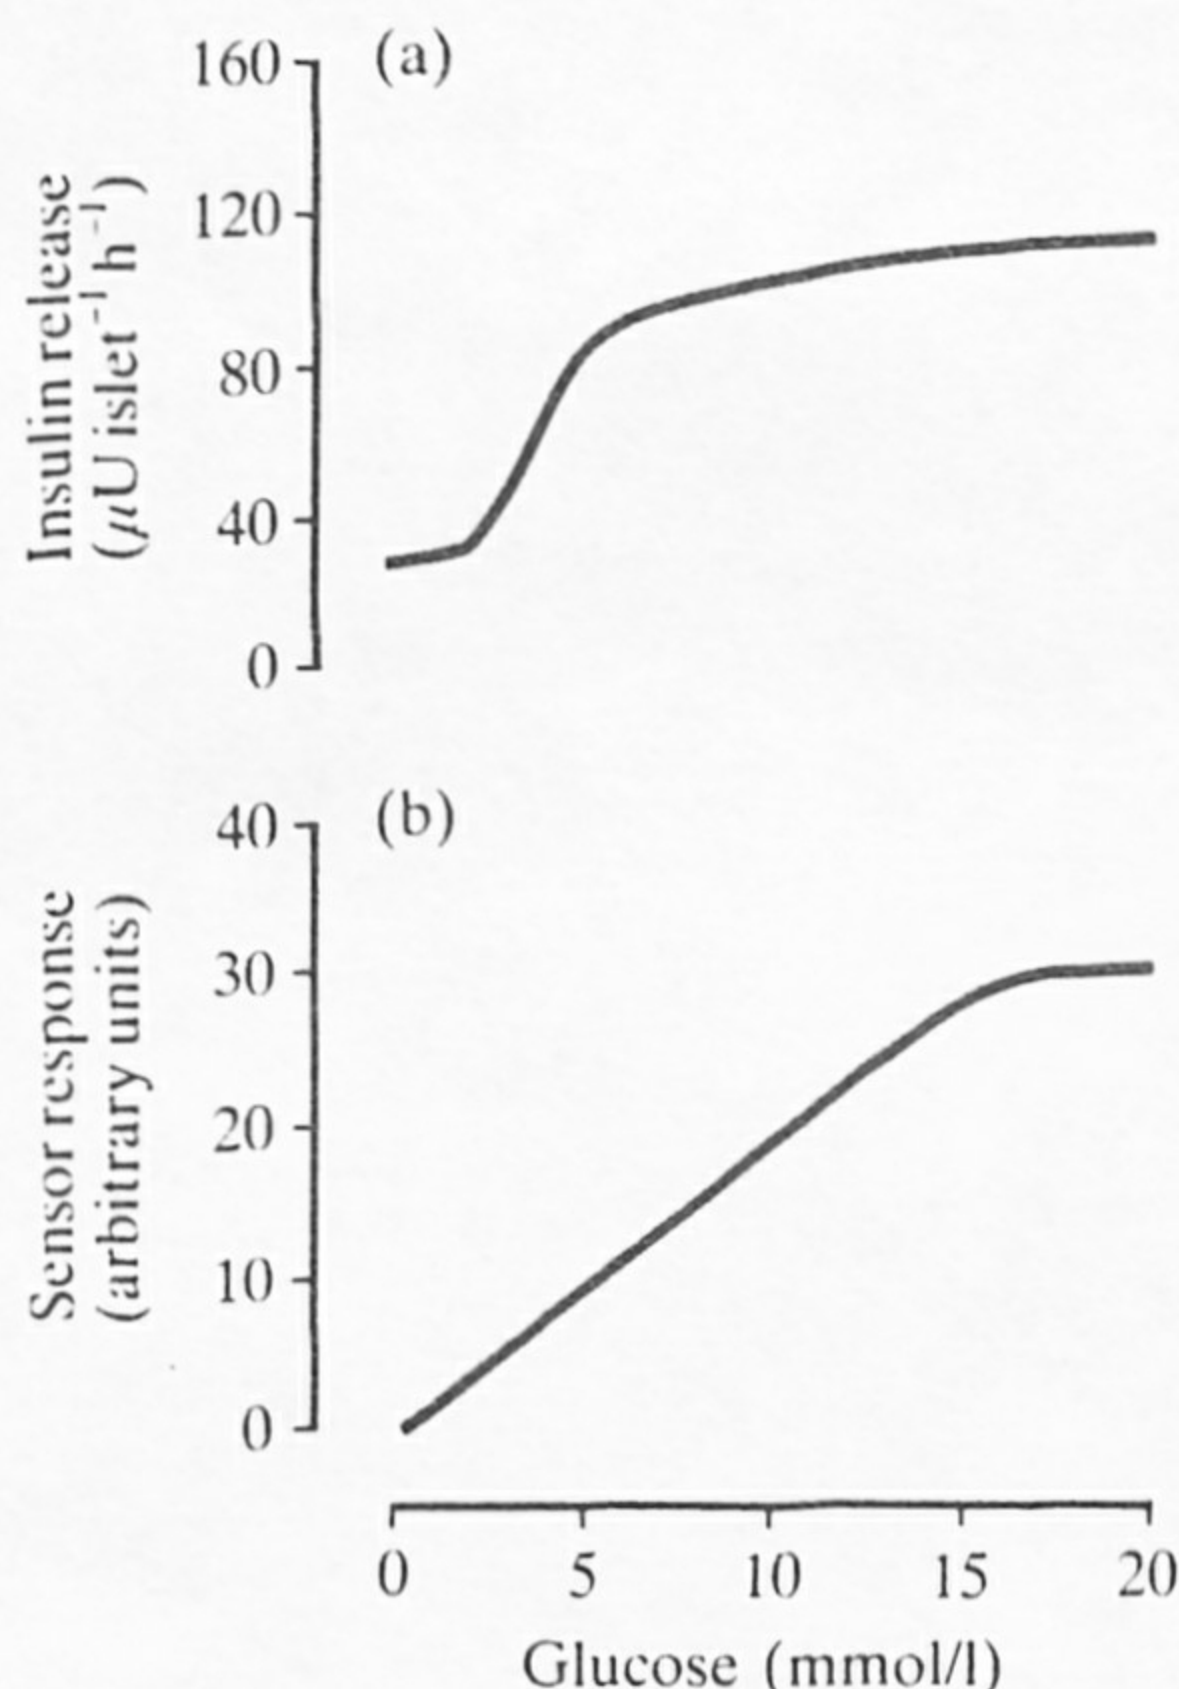 (a)
160
120
80
40
0
Insulin release
(μU islet⁻¹ h⁻¹)
(b)
40
30
20
10
0
Sensor response
(arbitrary units)
0 5 10 15 20
Glucose (mmol/l)